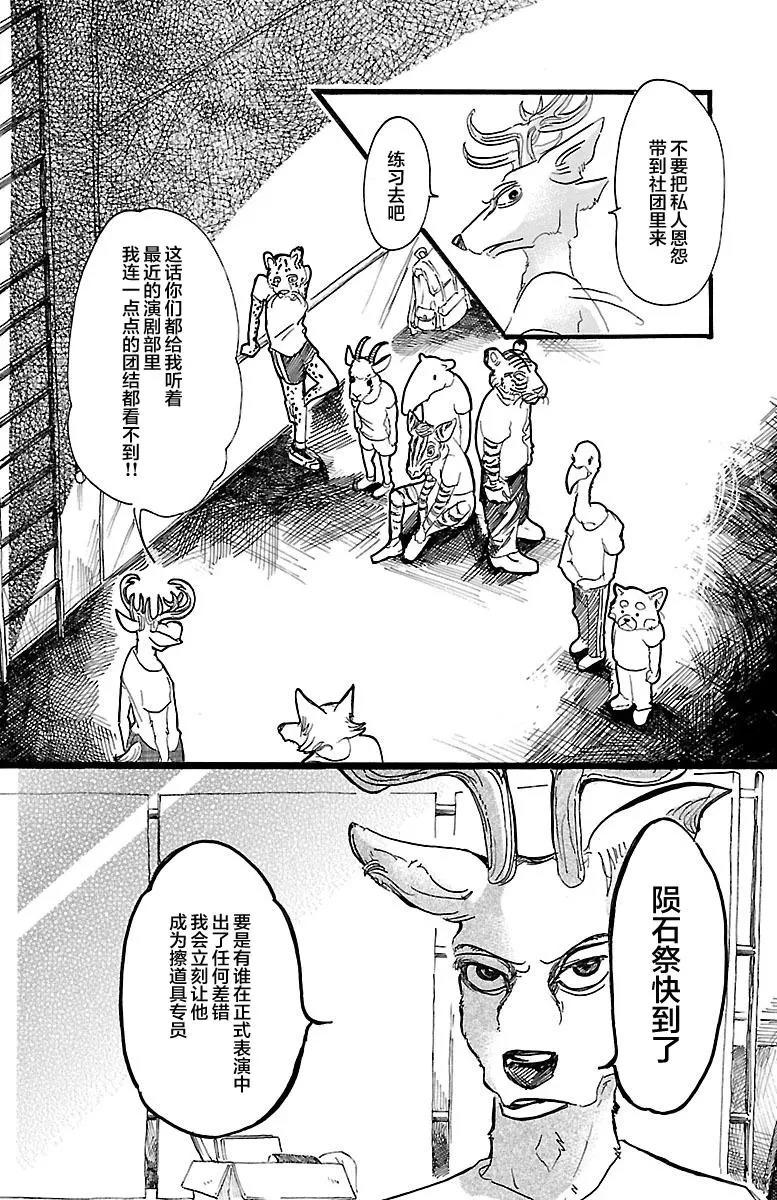 不要把私人恩怨
带到社团里来
练习去吧
这话你们都给我听着
最近的演剧部里
我连一点点的团结都看不到!!
陨石祭快到了
要是有谁在正式表演中
出了任何差错
我会立刻让他
成为擦道具专员